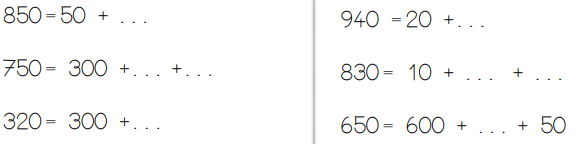 850 = 50 + ...
750 = 300 + ... + ...
320 = 300 + ...
940 = 20 + ...
830 = 10 + ... + ...
650 = 600 + ... + 50